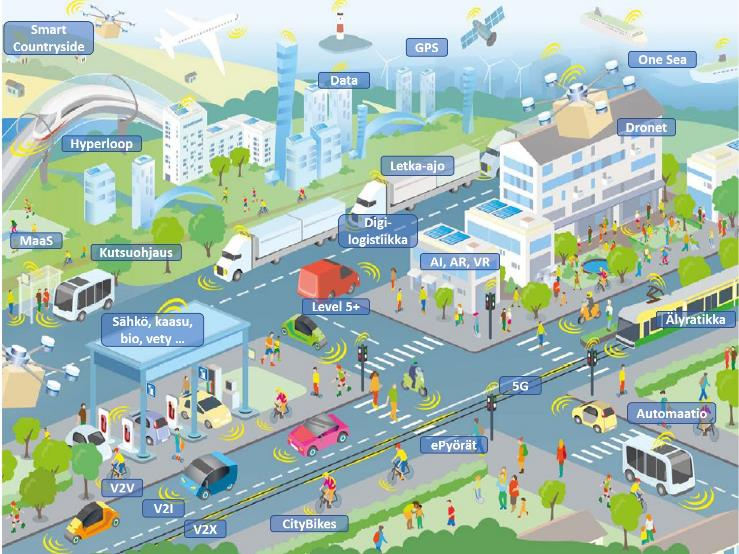 Smart
Countryside
GPS
One Sea
Data
Dronet
Hyperloop
Letka-ajo
Digi-
logistiikka
MaaS
Kutsuohjaus
AI, AR, VR
Level 5+
Sähkö, kaasu,
bio, vety ...
Älyratikka
5G
Automaatio
ePyörät
V2V
V2I
V2X
CityBikes